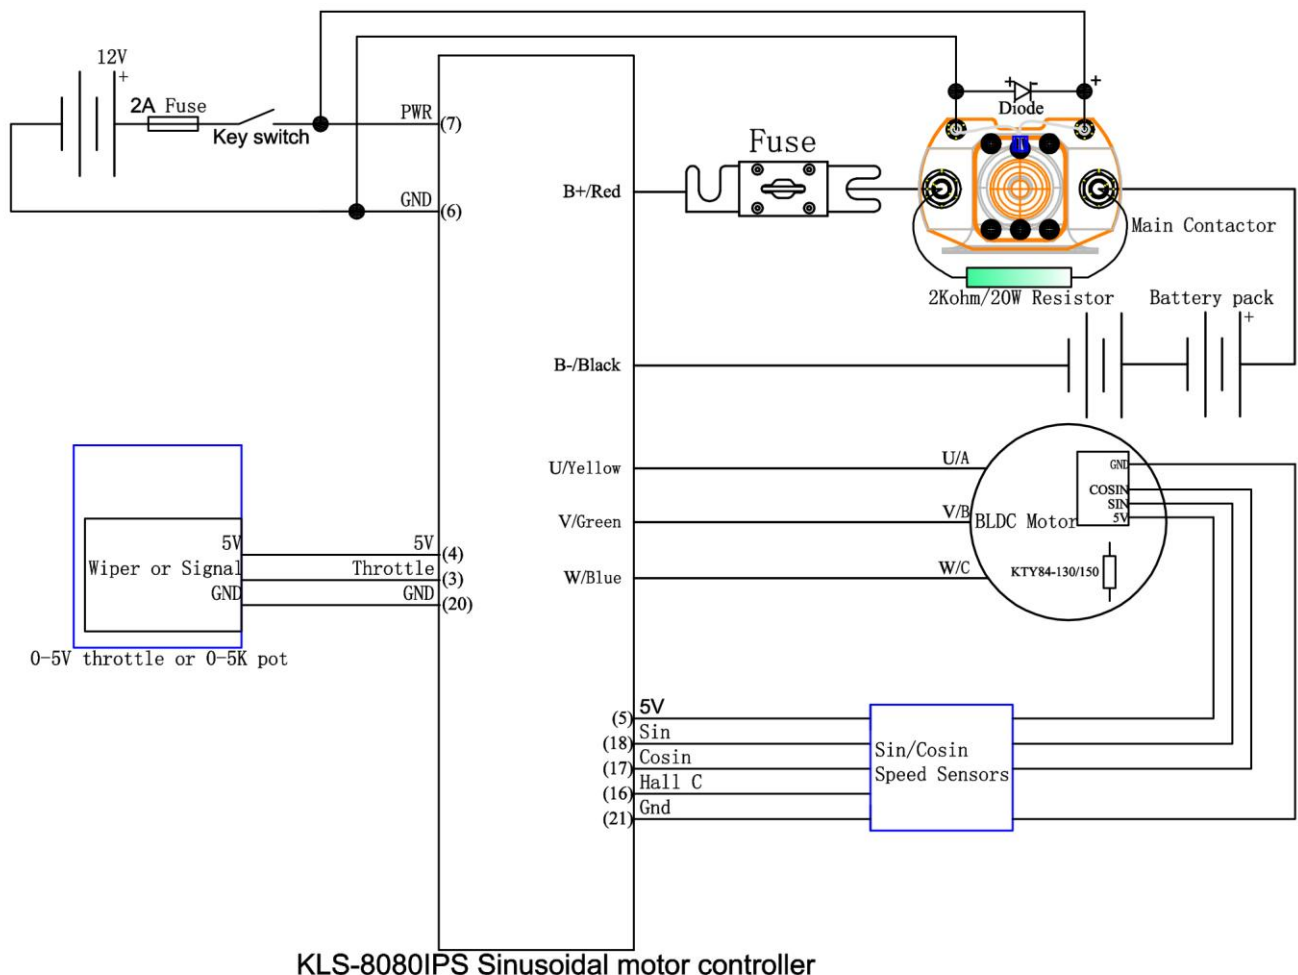 12V
+
2A Fuse
Key switch
PWR
(7)
GND
(6)
B+/Red
Fuse
+ -
Diode
+
Main Contactor
2Kohm/20W Resistor
Battery pack
+
B-/Black
U/Yellow
U/A
V/Green
V/B
W/Blue
W/C
BLDC Motor
GND
COSIN
SIN
5V
KTY84-130/150
5V
Wiper or Signal
GND
5V
(4)
Throttle
(3)
GND
(20)
0-5V throttle or 0-5K pot
(5)
5V
(18)
Sin
(17)
Cosin
(16)
Hall C
(21)
Gnd
Sin/Cosin
Speed Sensors
KLS-8080IPS Sinusoidal motor controller